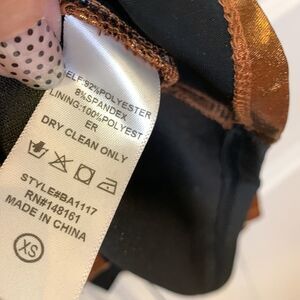 SELF:92%POLYESTER
8%SPANDEX
LINING:100%POLYEST
ER
DRY CLEAN ONLY
STYLE#BA1117
RN#148161
MADE IN CHINA
XS